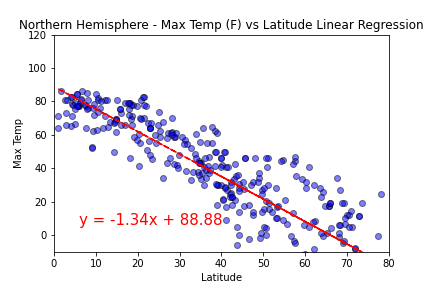 Northern Hemisphere - Max Temp (F) vs Latitude Linear Regression
120
100
80
60
40
20
0
Max Temp
y = -1.34x + 88.88
0 10 20 30 40 50 60 70 80
Latitude